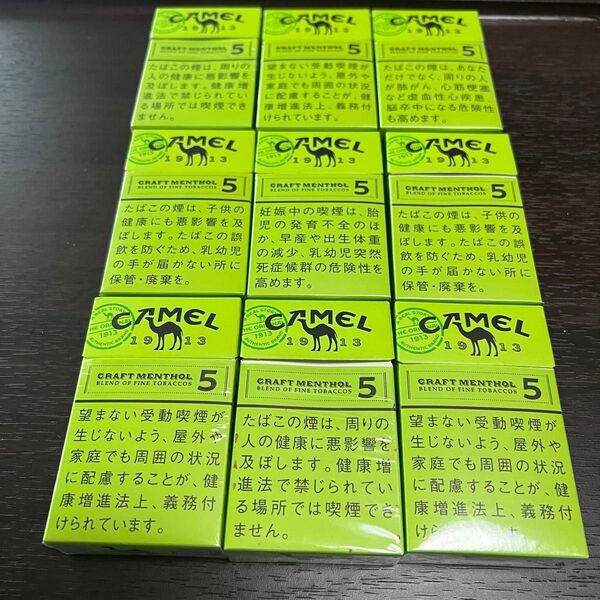 CAMEL
1913
CRAFT MENTHOL 5
BLEND OF FINE TOBACCOS
たばこの煙は、周りの
人の健康に悪影響を
及ぼします。健康増
進法で禁じられてい
る場所では喫煙でき
ません。
CAMEL
1913
CRAFT MENTHOL 5
望まない受動喫煙が
生じないよう、屋外や
家庭でも周囲の状況
に配慮することが、健
康増進法上、義務付
けられています。
CAMEL
1913
CRAFT MENTHOL 5
たばこの煙は、あなた
だけでなく、周りの人
が肺がん、心筋梗塞
など虚血性心疾患、
脳卒中になる危険性
も高めます。
CAMEL
1913
CRAFT MENTHOL 5
BLEND OF FINE TOBACCOS
たばこの煙は、子供の
健康にも悪影響を及
ぼします。たばこの誤
飲を防ぐため、乳幼児
の手が届かない所に
保管・廃棄を。
CAMEL
1913
CRAFT MENTHOL 5
BLEND OF FINE TOBACCOS
妊娠中の喫煙は、胎
児の発育不全のほ
か、早産や出生体重
の減少、乳幼児突然
死症候群の危険性を
高めます。
CAMEL
1913
CRAFT MENTHOL 5
BLEND OF FINE TOBACCOS
たばこの煙は、子供の
健康にも悪影響を及
ぼします。たばこの誤
飲を防ぐため、乳幼児
の手が届かない所に
保管・廃棄を。
CAMEL
1913
CRAFT MENTHOL 5
BLEND OF FINE TOBACCOS
望まない受動喫煙が
生じないよう、屋外や
家庭でも周囲の状況
に配慮することが、健
康増進法上、義務付
けられています。
CAMEL
1913
CRAFT MENTHOL 5
BLEND OF FINE TOBACCOS
たばこの煙は、周りの
人の健康に悪影響を
及ぼします。健康増
進法で禁じられてい
る場所では喫煙でき
ません。
CAMEL
1913
CRAFT MENTHOL 5
BLEND OF FINE TOBACCOS
望まない受動喫煙が
生じないよう、屋外や
家庭でも周囲の状況
に配慮することが、健
康増進法上、義務付
けられています。